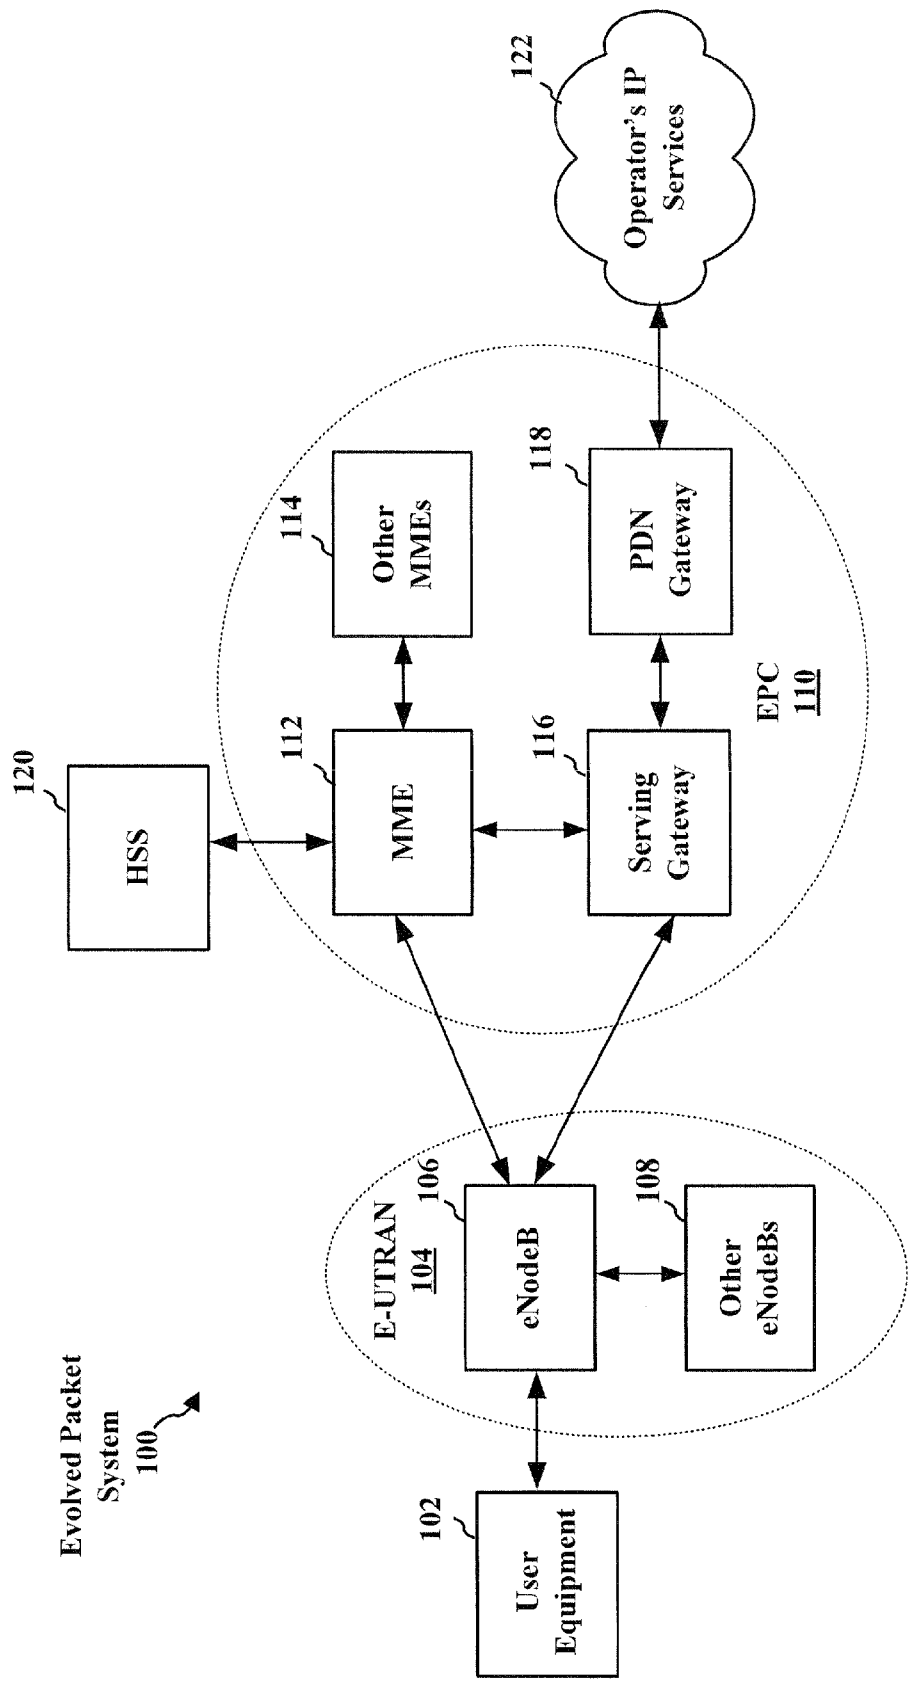 Evolved Packet
System
100
120
HSS
E-UTRAN
104
102
User
Equipment
106
eNodeB
108
Other
eNodeBs
112
MME
114
Other
MMEs
116
Serving
Gateway
118
PDN
Gateway
EPC
110
122
Operator's IP
Services